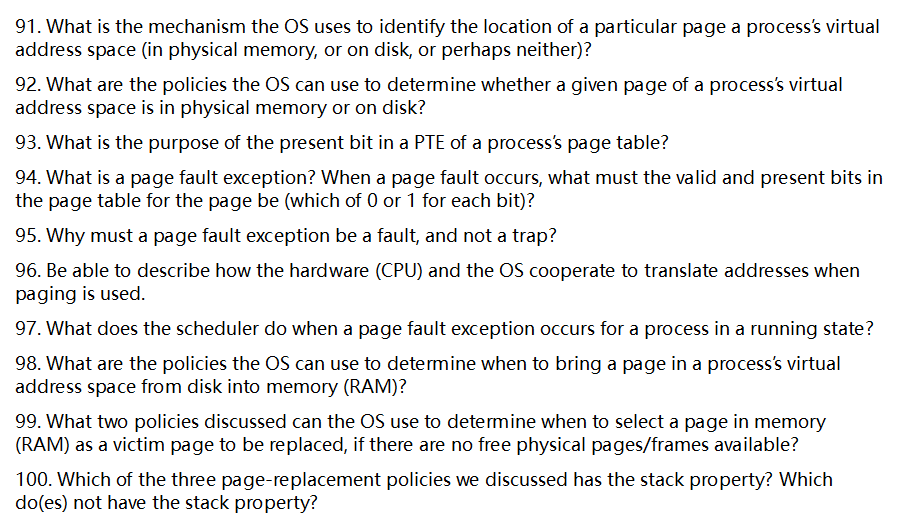 91. What is the mechanism the OS uses to identify the location of a particular page a process’s virtual
address space (in physical memory, or on disk, or perhaps neither)?
92. What are the policies the OS can use to determine whether a given page of a process’s virtual
address space is in physical memory or on disk?
93. What is the purpose of the present bit in a PTE of a process’s page table?
94. What is a page fault exception? When a page fault occurs, what must the valid and present bits in
the page table for the page be (which of 0 or 1 for each bit)?
95. Why must a page fault exception be a fault, and not a trap?
96. Be able to describe how the hardware (CPU) and the OS cooperate to translate addresses when
paging is used.
97. What does the scheduler do when a page fault exception occurs for a process in a running state?
98. What are the policies the OS can use to determine when to bring a page in a process’s virtual
address space from disk into memory (RAM)?
99. What two policies discussed can the OS use to determine when to select a page in memory
(RAM) as a victim page to be replaced, if there are no free physical pages/frames available?
100. Which of the three page-replacement policies we discussed has the stack property? Which
do(es) not have the stack property?